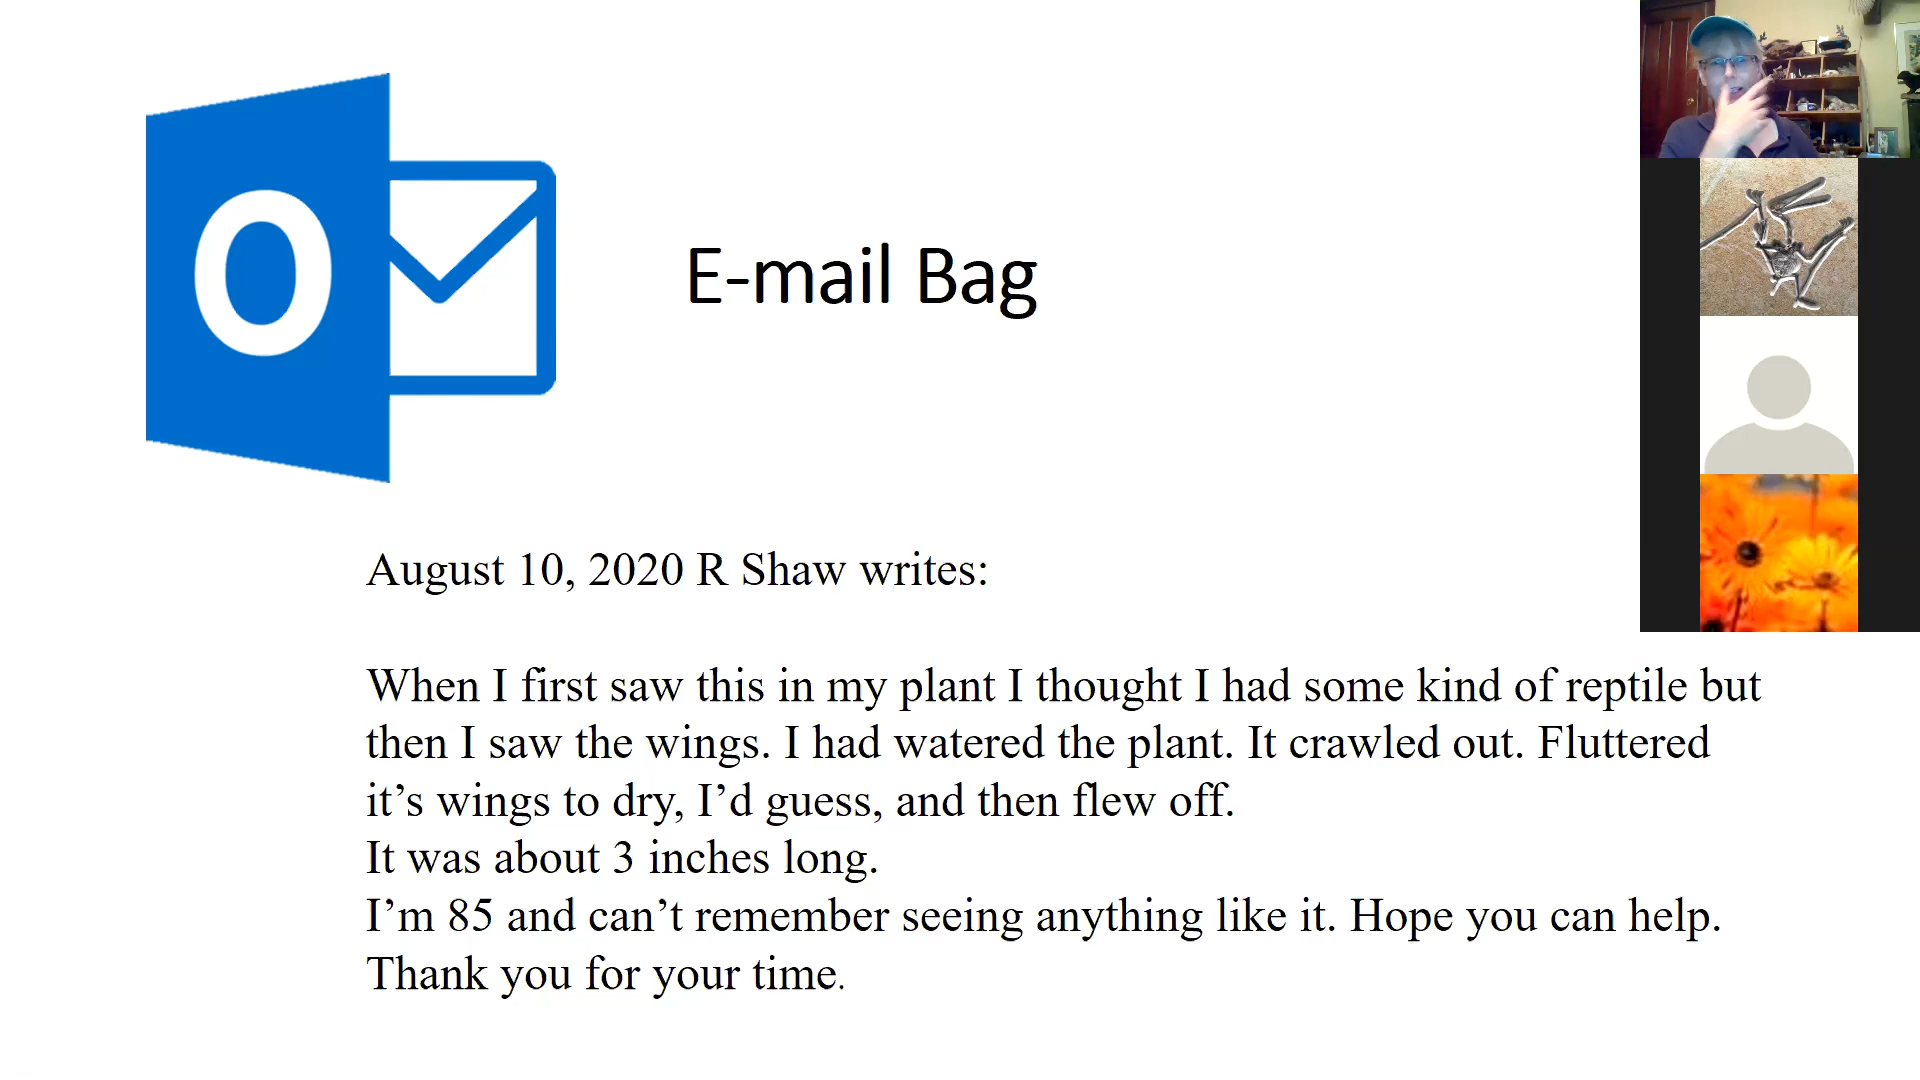 O
E-mail Bag
August 10, 2020 R Shaw writes:
When I first saw this in my plant I thought I had some kind of reptile but
then I saw the wings. I had watered the plant. It crawled out. Fluttered
it’s wings to dry, I’d guess, and then flew off.
It was about 3 inches long.
I’m 85 and can’t remember seeing anything like it. Hope you can help.
Thank you for your time.